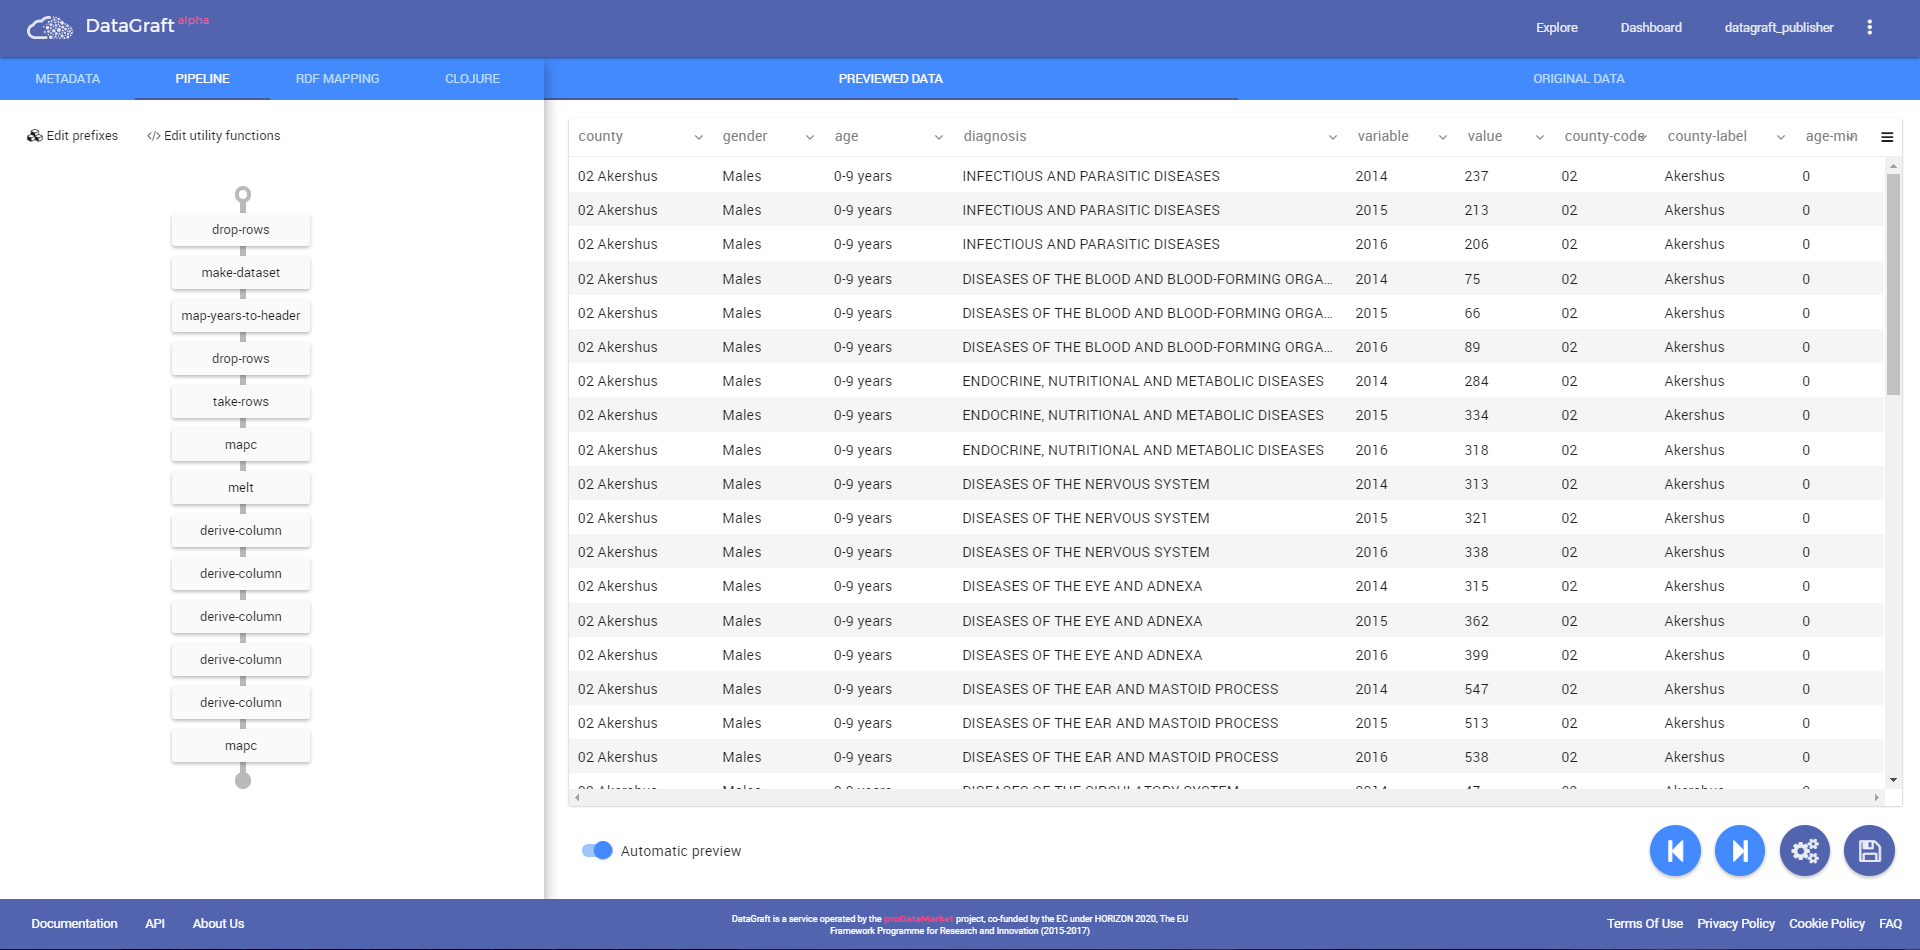 DataGraft alpha
Explore Dashboard datagraft_publisher
METADATA PIPELINE RDF MAPPING CLOJURE PREVIEWED DATA ORIGINAL DATA
Edit prefixes </> Edit utility functions
drop-rows
make-dataset
map-years-to-header
drop-rows
take-rows
mapc
melt
derive-column
derive-column
derive-column
derive-column
derive-column
mapc
county gender age diagnosis variable value county-code county-label age-min
02 Akershus Males 0-9 years INFECTIOUS AND PARASITIC DISEASES 2014 237 02 Akershus 0
02 Akershus Males 0-9 years INFECTIOUS AND PARASITIC DISEASES 2015 213 02 Akershus 0
02 Akershus Males 0-9 years INFECTIOUS AND PARASITIC DISEASES 2016 206 02 Akershus 0
02 Akershus Males 0-9 years DISEASES OF THE BLOOD AND BLOOD-FORMING ORGA... 2014 75 02 Akershus 0
02 Akershus Males 0-9 years DISEASES OF THE BLOOD AND BLOOD-FORMING ORGA... 2015 66 02 Akershus 0
02 Akershus Males 0-9 years DISEASES OF THE BLOOD AND BLOOD-FORMING ORGA... 2016 89 02 Akershus 0
02 Akershus Males 0-9 years ENDOCRINE, NUTRITIONAL AND METABOLIC DISEASES 2014 284 02 Akershus 0
02 Akershus Males 0-9 years ENDOCRINE, NUTRITIONAL AND METABOLIC DISEASES 2015 334 02 Akershus 0
02 Akershus Males 0-9 years ENDOCRINE, NUTRITIONAL AND METABOLIC DISEASES 2016 318 02 Akershus 0
02 Akershus Males 0-9 years DISEASES OF THE NERVOUS SYSTEM 2014 313 02 Akershus 0
02 Akershus Males 0-9 years DISEASES OF THE NERVOUS SYSTEM 2015 321 02 Akershus 0
02 Akershus Males 0-9 years DISEASES OF THE NERVOUS SYSTEM 2016 338 02 Akershus 0
02 Akershus Males 0-9 years DISEASES OF THE EYE AND ADNEXA 2014 315 02 Akershus 0
02 Akershus Males 0-9 years DISEASES OF THE EYE AND ADNEXA 2015 362 02 Akershus 0
02 Akershus Males 0-9 years DISEASES OF THE EYE AND ADNEXA 2016 399 02 Akershus 0
02 Akershus Males 0-9 years DISEASES OF THE EAR AND MASTOID PROCESS 2014 547 02 Akershus 0
02 Akershus Males 0-9 years DISEASES OF THE EAR AND MASTOID PROCESS 2015 513 02 Akershus 0
02 Akershus Males 0-9 years DISEASES OF THE EAR AND MASTOID PROCESS 2016 538 02 Akershus 0
02 Akershus Males 0-9 years DISEASES OF THE CIRCULATORY SYSTEM 2014 47 02 Akershus 0
Automatic preview
Documentation API About Us
DataGraft is a service operated by the proDataMarket project, co-funded by the EC under HORIZON 2020, The EU
Framework Programme for Research and Innovation (2015-2017)
Terms Of Use Privacy Policy Cookie Policy FAQ